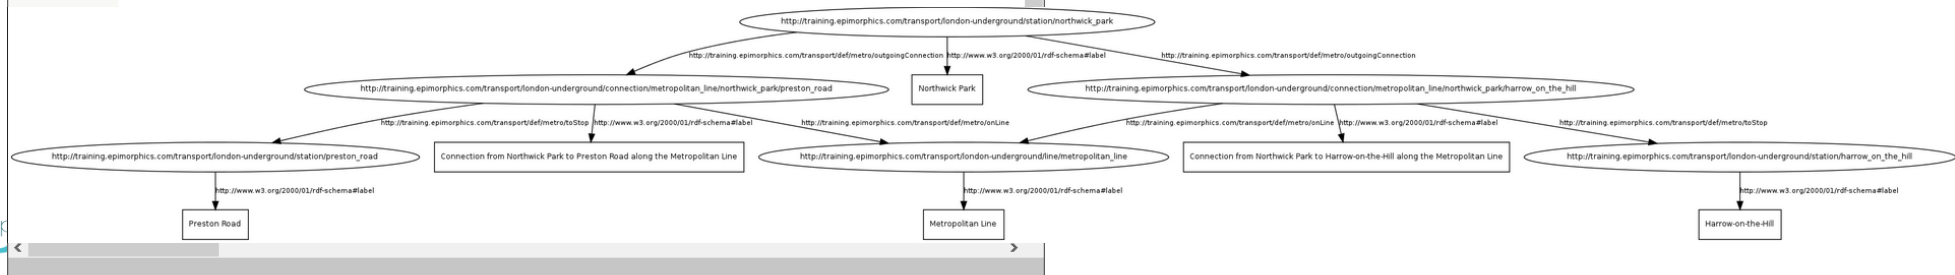 http://training.epimorphics.com/transport/london-underground/station/northwick_park
http://training.epimorphics.com/transport/def/metro/outgoingConnection
http://www.w3.org/2000/01/rdf-schema#label
http://training.epimorphics.com/transport/def/metro/outgoingConnection
http://training.epimorphics.com/transport/london-underground/connection/metropolitan_line/northwick_park/preston_road
Northwick Park
http://training.epimorphics.com/transport/london-underground/connection/metropolitan_line/northwick_park/harrow_on_the_hill
http://training.epimorphics.com/transport/def/metro/toStop
http://www.w3.org/2000/01/rdf-schema#label
http://training.epimorphics.com/transport/def/metro/onLine
http://training.epimorphics.com/transport/def/metro/onLine
http://www.w3.org/2000/01/rdf-schema#label
http://training.epimorphics.com/transport/def/metro/toStop
http://training.epimorphics.com/transport/london-underground/station/preston_road
Connection from Northwick Park to Preston Road along the Metropolitan Line
http://training.epimorphics.com/transport/london-underground/line/metropolitan_line
Connection from Northwick Park to Harrow-on-the-Hill along the Metropolitan Line
http://training.epimorphics.com/transport/london-underground/station/harrow_on_the_hill
http://www.w3.org/2000/01/rdf-schema#label
http://www.w3.org/2000/01/rdf-schema#label
http://www.w3.org/2000/01/rdf-schema#label
Preston Road
Metropolitan Line
Harrow-on-the-Hill